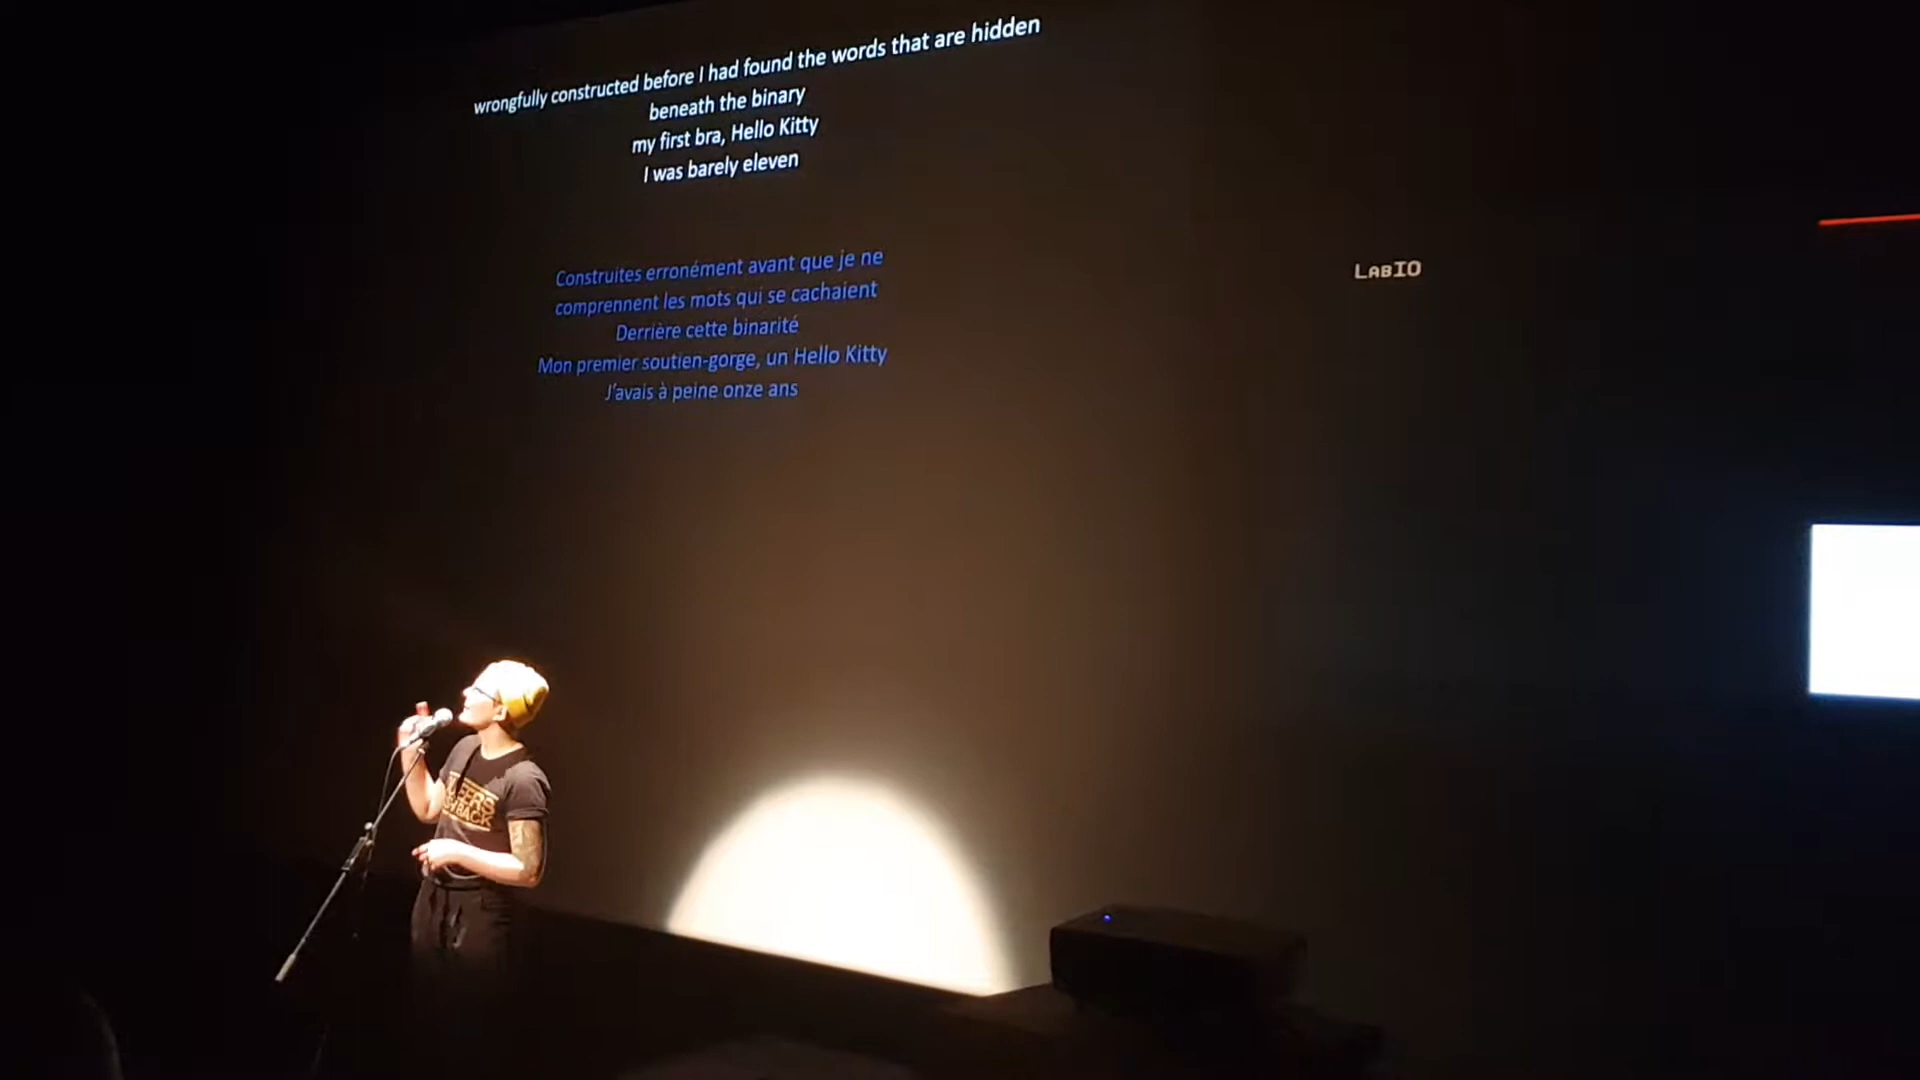 wrongfully constructed before I had found the words that are hidden
beneath the binary
my first bra, Hello Kitty
I was barely eleven
Construites erronément avant que je ne
comprennent les mots qui se cachaient
Derrière cette binarité
Mon premier soutien-gorge, un Hello Kitty
J'avais à peine onze ans
LabIO
BACK